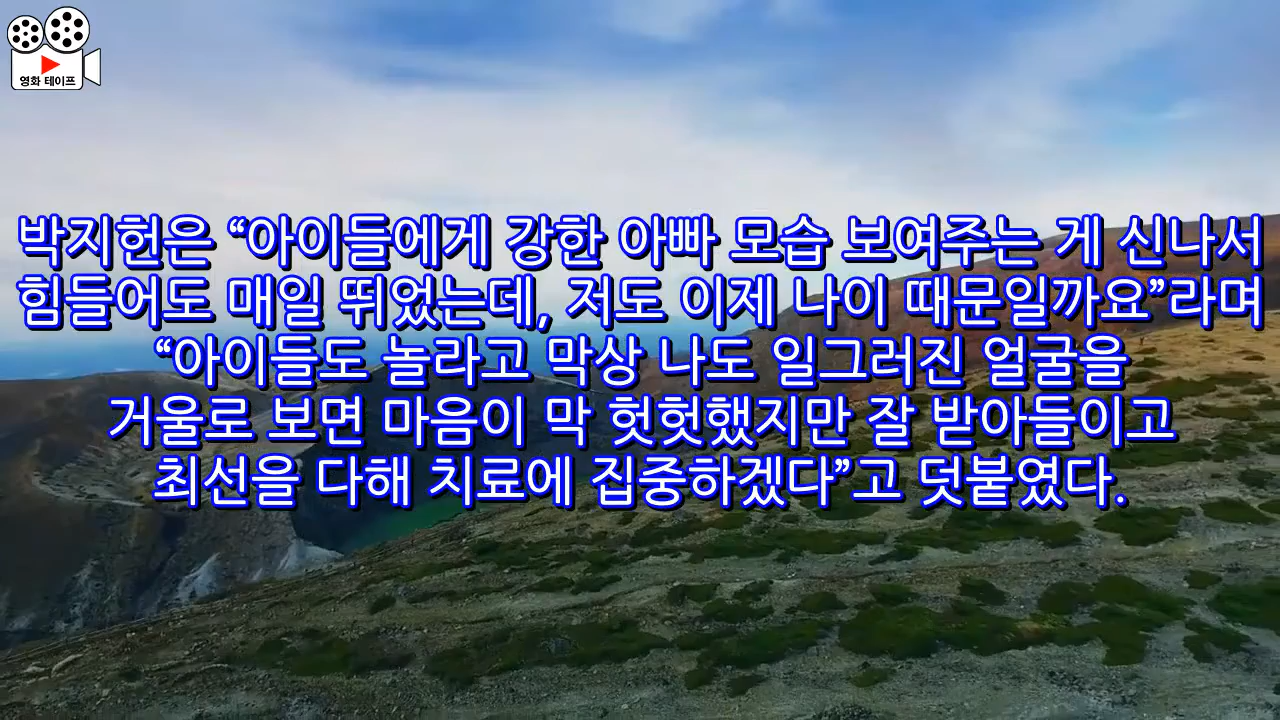 영화 테이프
박지헌은 “아이들에게 강한 아빠 모습 보여주는 게 신나서
힘들어도 매일 뛰었는데, 저도 이제 나이 때문일까요”라며
“아이들도 놀라고 막상 나도 일그러진 얼굴을
거울로 보면 마음이 막 헛헛했지만 잘 받아들이고
최선을 다해 치료에 집중하겠다”고 덧붙였다.